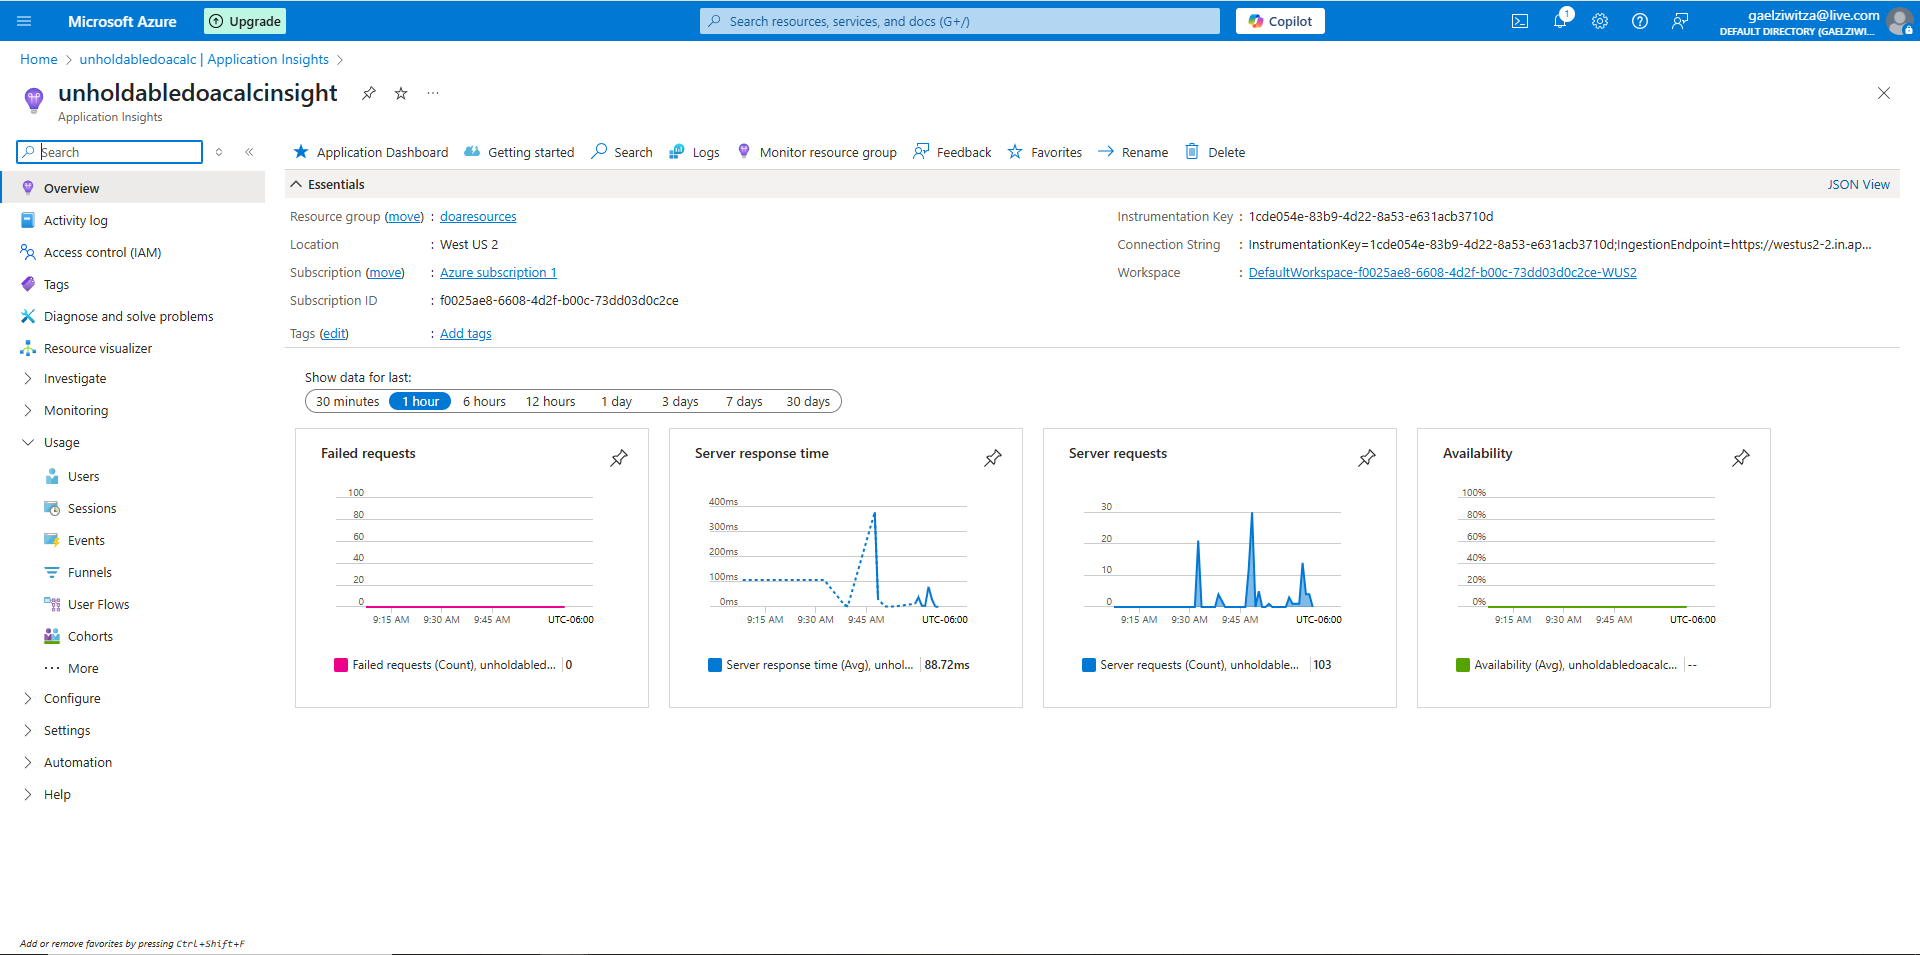 Microsoft Azure
Upgrade
Search resources, services, and docs (G+/)
Copilot
1
gaelziwitza@live.com
DEFAULT DIRECTORY (GAELZIWI...
Home > unholdabledoacalc | Application Insights >
unholdabledoacalcinsight
Application Insights
Search
Overview
Activity log
Access control (IAM)
Tags
Diagnose and solve problems
Resource visualizer
Investigate
Monitoring
Usage
Users
Sessions
Events
Funnels
User Flows
Cohorts
More
Configure
Settings
Automation
Help
Add or remove favorites by pressing Ctrl+Shift+F
Application Dashboard
Getting started
Search
Logs
Monitor resource group
Feedback
Favorites
Rename
Delete
Essentials
JSON View
Resource group (move) : doaresources
Location : West US 2
Subscription (move) : Azure subscription 1
Subscription ID : f0025ae8-6608-4d2f-b00c-73dd03d0c2ce
Tags (edit) : Add tags
Instrumentation Key : 1cde054e-83b9-4d22-8a53-e631acb3710d
Connection String : InstrumentationKey=1cde054e-83b9-4d22-8a53-e631acb3710d;IngestionEndpoint=https://westus2-2.in.ap...
Workspace : DefaultWorkspace-f0025ae8-6608-4d2f-b00c-73dd03d0c2ce-WUS2
Show data for last:
30 minutes 1 hour 6 hours 12 hours 1 day 3 days 7 days 30 days
Failed requests
100
80
60
40
20
0
9:15 AM 9:30 AM 9:45 AM UTC-06:00
Failed requests (Count), unholdabled... 0
Server response time
400ms
300ms
200ms
100ms
0ms
9:15 AM 9:30 AM 9:45 AM UTC-06:00
Server response time (Avg), unhol... 88.72ms
Server requests
30
20
10
0
9:15 AM 9:30 AM 9:45 AM UTC-06:00
Server requests (Count), unholdable... 103
Availability
100%
80%
60%
40%
20%
0%
9:15 AM 9:30 AM 9:45 AM UTC-06:00
Availability (Avg), unholdabledoacalc... --